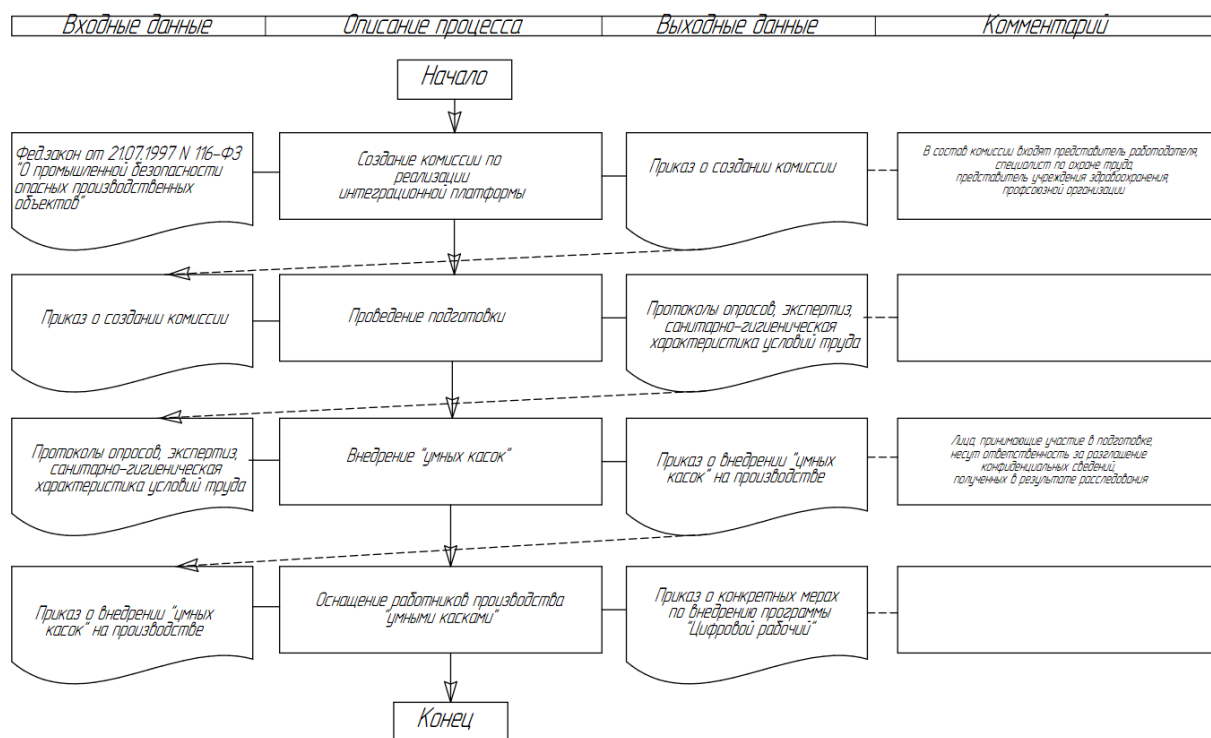 Входные данные
Описание процесса
Выходные данные
Комментарий
Начало
Фед.закон от 21.07.1997 N 116-ФЗ
"О промышленной безопасности
опасных производственных
объектов"
Создание комиссии по
реализации
интеграционной платформы
Приказ о создании комиссии
В состав комиссии входят представитель работодателя,
специалист по охране труда,
представитель учреждения здравоохранения,
профсоюзной организации
Приказ о создании комиссии
Проведение подготовки
Протоколы опросов, экспертиз,
санитарно-гигиеническая
характеристика условий труда
Протоколы опросов, экспертиз,
санитарно-гигиеническая
характеристика условий труда
Внедрение "умных касок"
Приказ о внедрении "умных
касок" на производстве
Лица, принимающие участие в подготовке,
несут ответственность за разглашение
конфиденциальных сведений,
полученных в результате расследования
Приказ о внедрении "умных
касок" на производстве
Оснащение работников производства
"умными касками"
Приказ о конкретных мерах
по внедрению программы
"Цифровой рабочий"
Конец